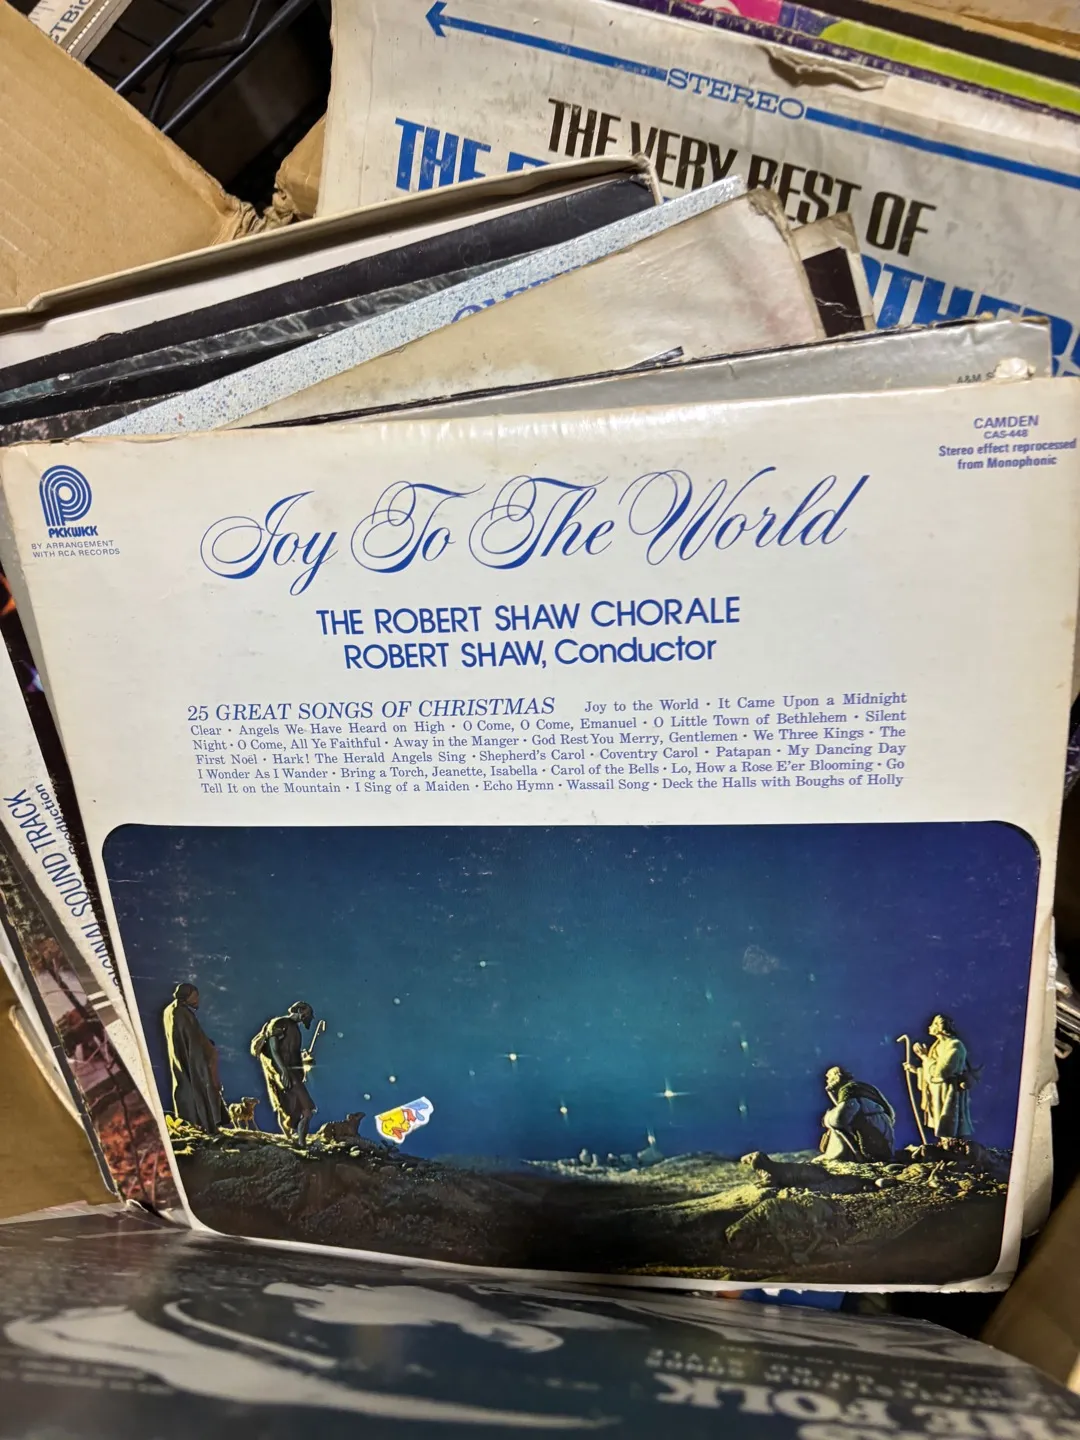 STEREO
THE VERY BEST OF
THE
CAMDEN
CAS-448
Stereo effect reprocessed
from Monophonic
PICKWICK
BY ARRANGEMENT
WITH RCA RECORDS
Joy To The World
THE ROBERT SHAW CHORALE
ROBERT SHAW, Conductor
25 GREAT SONGS OF CHRISTMAS Joy to the World · It Came Upon a Midnight
Clear · Angels We Have Heard on High · O Come, O Come, Emanuel · O Little Town of Bethlehem · Silent
Night · O Come, All Ye Faithful · Away in the Manger · God Rest You Merry, Gentlemen · We Three Kings · The
First Noel · Hark! The Herald Angels Sing · Shepherd's Carol · Coventry Carol · Patapan · My Dancing Day
I Wonder As I Wander · Bring a Torch, Jeanette, Isabella · Carol of the Bells · Lo, How a Rose E'er Blooming · Go
Tell It on the Mountain · I Sing of a Maiden · Echo Hymn · Wassail Song · Deck the Halls with Boughs of Holly
SOUND TRACK
FOLK